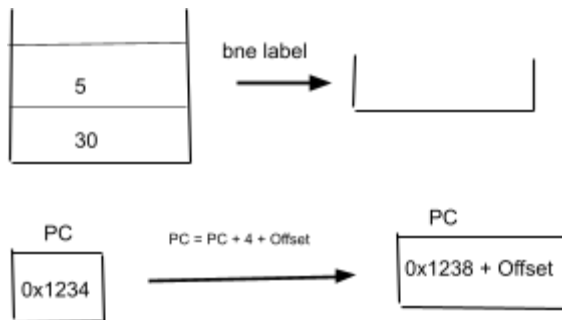 bne label
5
30
PC
PC = PC + 4 + Offset
PC
0x1234
0x1238 + Offset